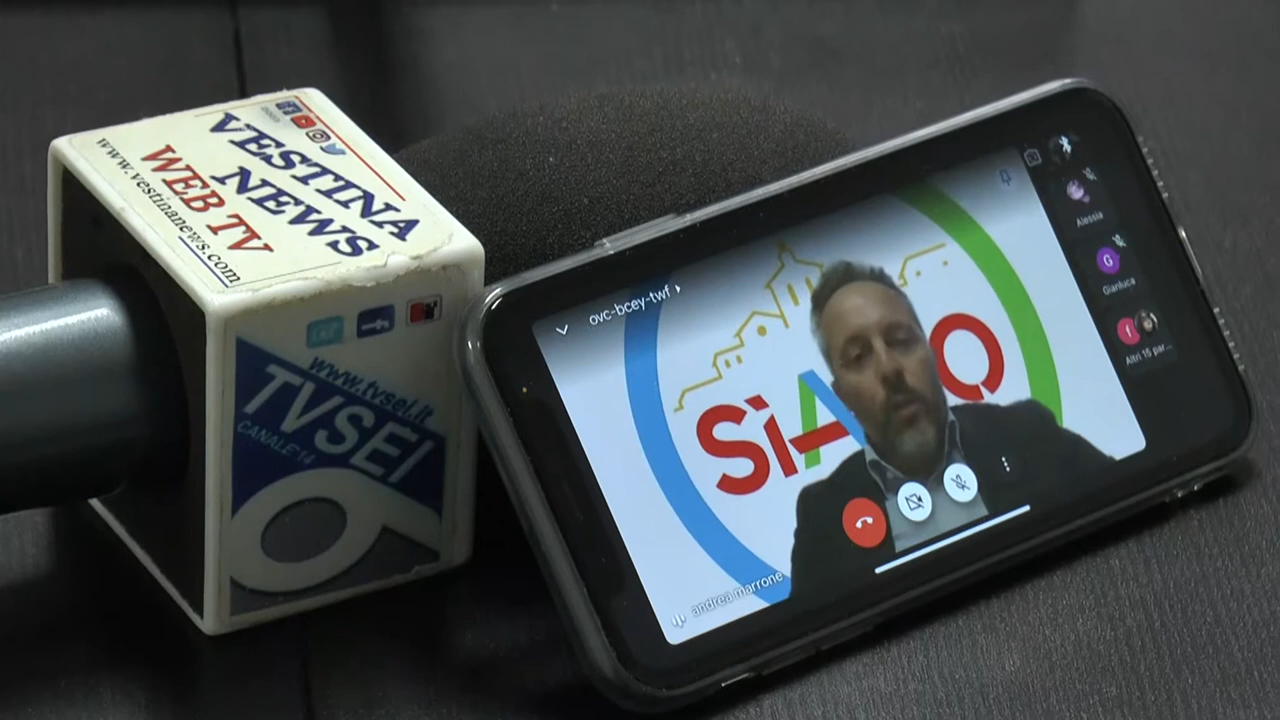 VESTINA
NEWS
WEB TV
www.vestinanews.com
www.tvsei.it
TVSEI
CANALE 14
6
ovc-bcey-twf
Sì
andrea marrone
Alessia
G
Gianluca
f
Altri 15 par...